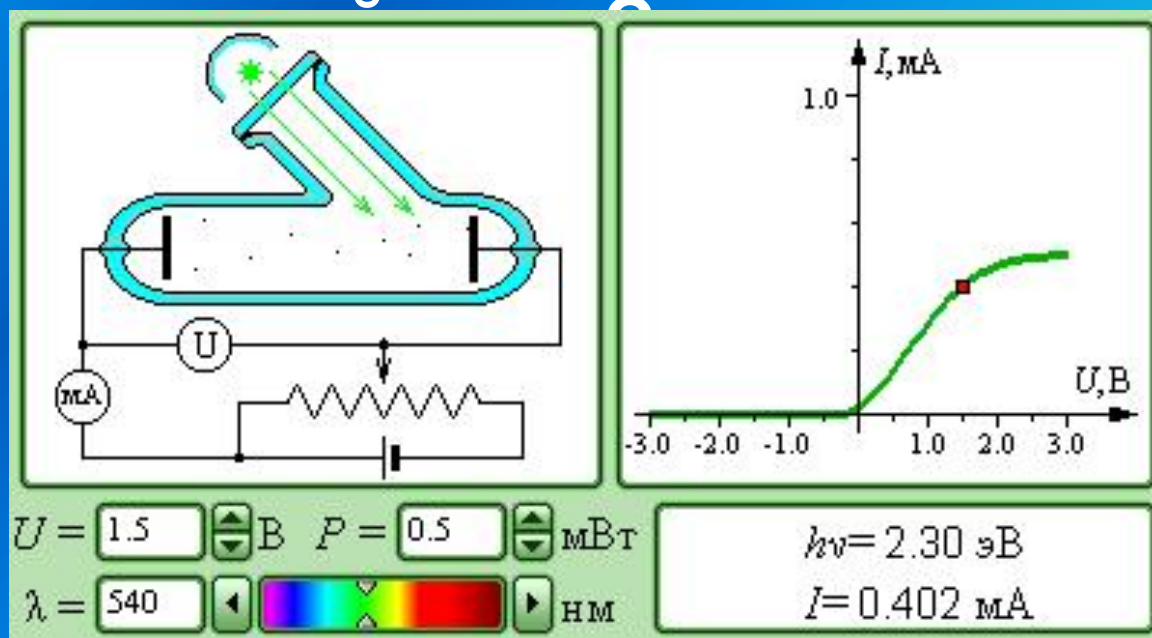 I, мА
1.0
U, В
-3.0 -2.0 -1.0 1.0 2.0 3.0
U
мА
U = 1.5 В P = 0.5 мВт
λ = 540 нм
hν = 2.30 эВ
I = 0.402 мА